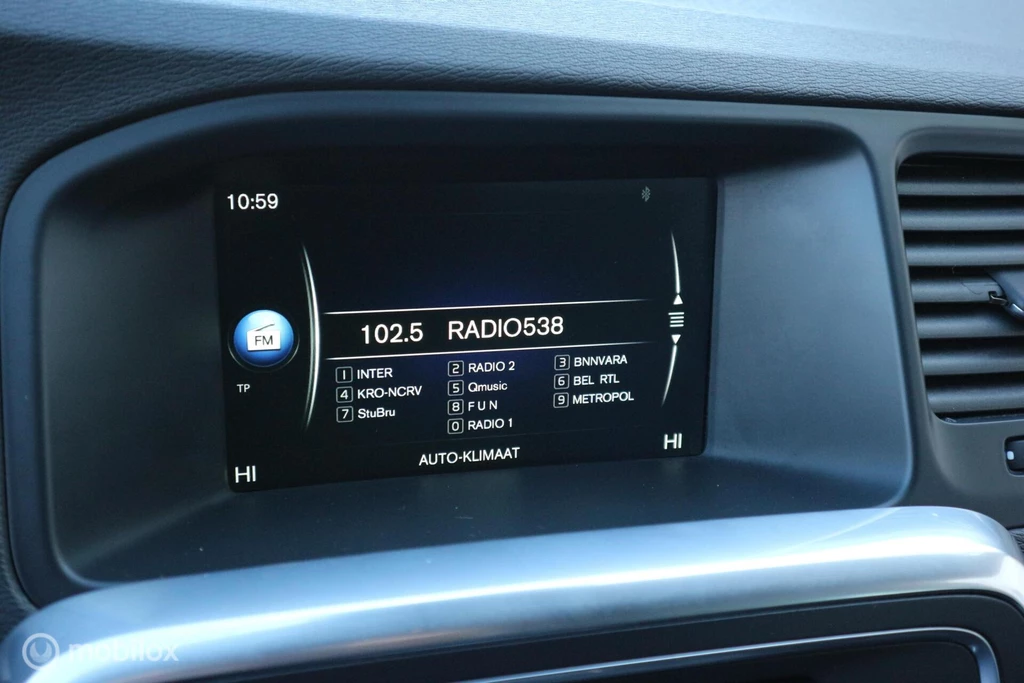 10:59
102.5 RADIO538
FM
TP
1 INTER 2 RADIO 2 3 BNNVARA
4 KRO-NCRV 5 Qmusic 6 BEL RTL
7 StuBru 8 F U N 9 METROPOL
0 RADIO 1
HI AUTO-KLIMAAT HI
mobilox